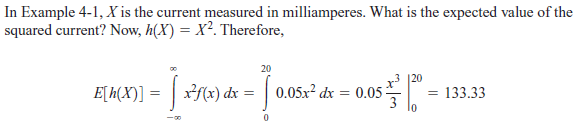 In Example 4-1, X is the current measured in milliamperes. What is the expected value of the
squared current? Now, h(X) = X². Therefore,
E[h(X)] = ∫_{-∞}^{∞} x²f(x) dx = ∫_{0}^{20} 0.05x² dx = 0.05 x³/3 |_{0}^{20} = 133.33